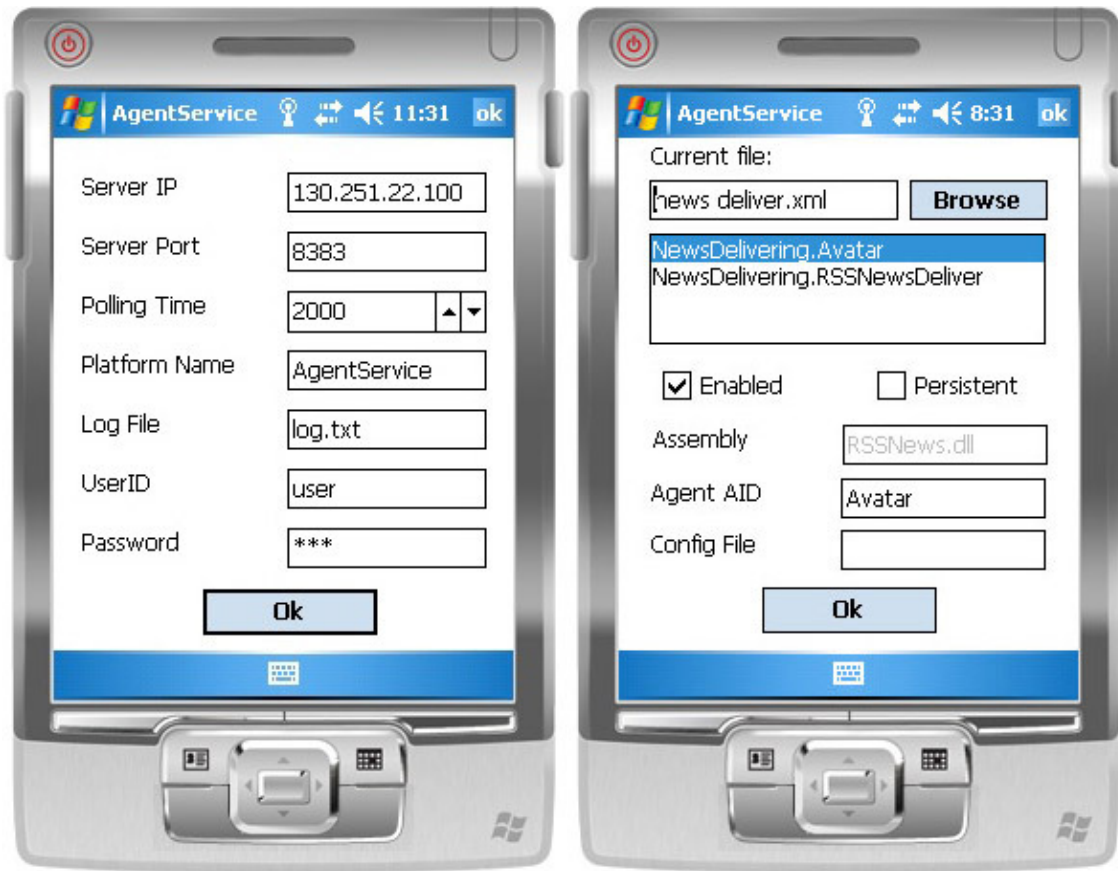 AgentService 11:31 ok
Server IP 130.251.22.100
Server Port 8383
Polling Time 2000
Platform Name AgentService
Log File log.txt
UserID user
Password ***
Ok
AgentService 8:31 ok
Current file:
news deliver.xml Browse
NewsDelivering.Avatar
NewsDelivering.RSSNewsDeliver
Enabled Persistent
Assembly RSSNews.dll
Agent AID Avatar
Config File
Ok